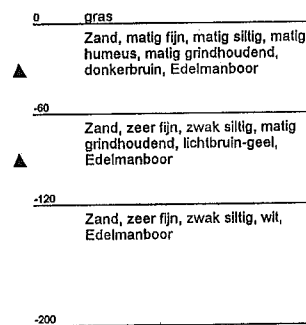 0 gras
Zand, matig fijn, matig siltig, matig
humeus, matig grindhoudend,
donkerbruin, Edelmanboor
-60
Zand, zeer fijn, zwak siltig, matig
grindhoudend, lichtbruin-geel,
Edelmanboor
-120
Zand, zeer fijn, zwak siltig, wit,
Edelmanboor
-200